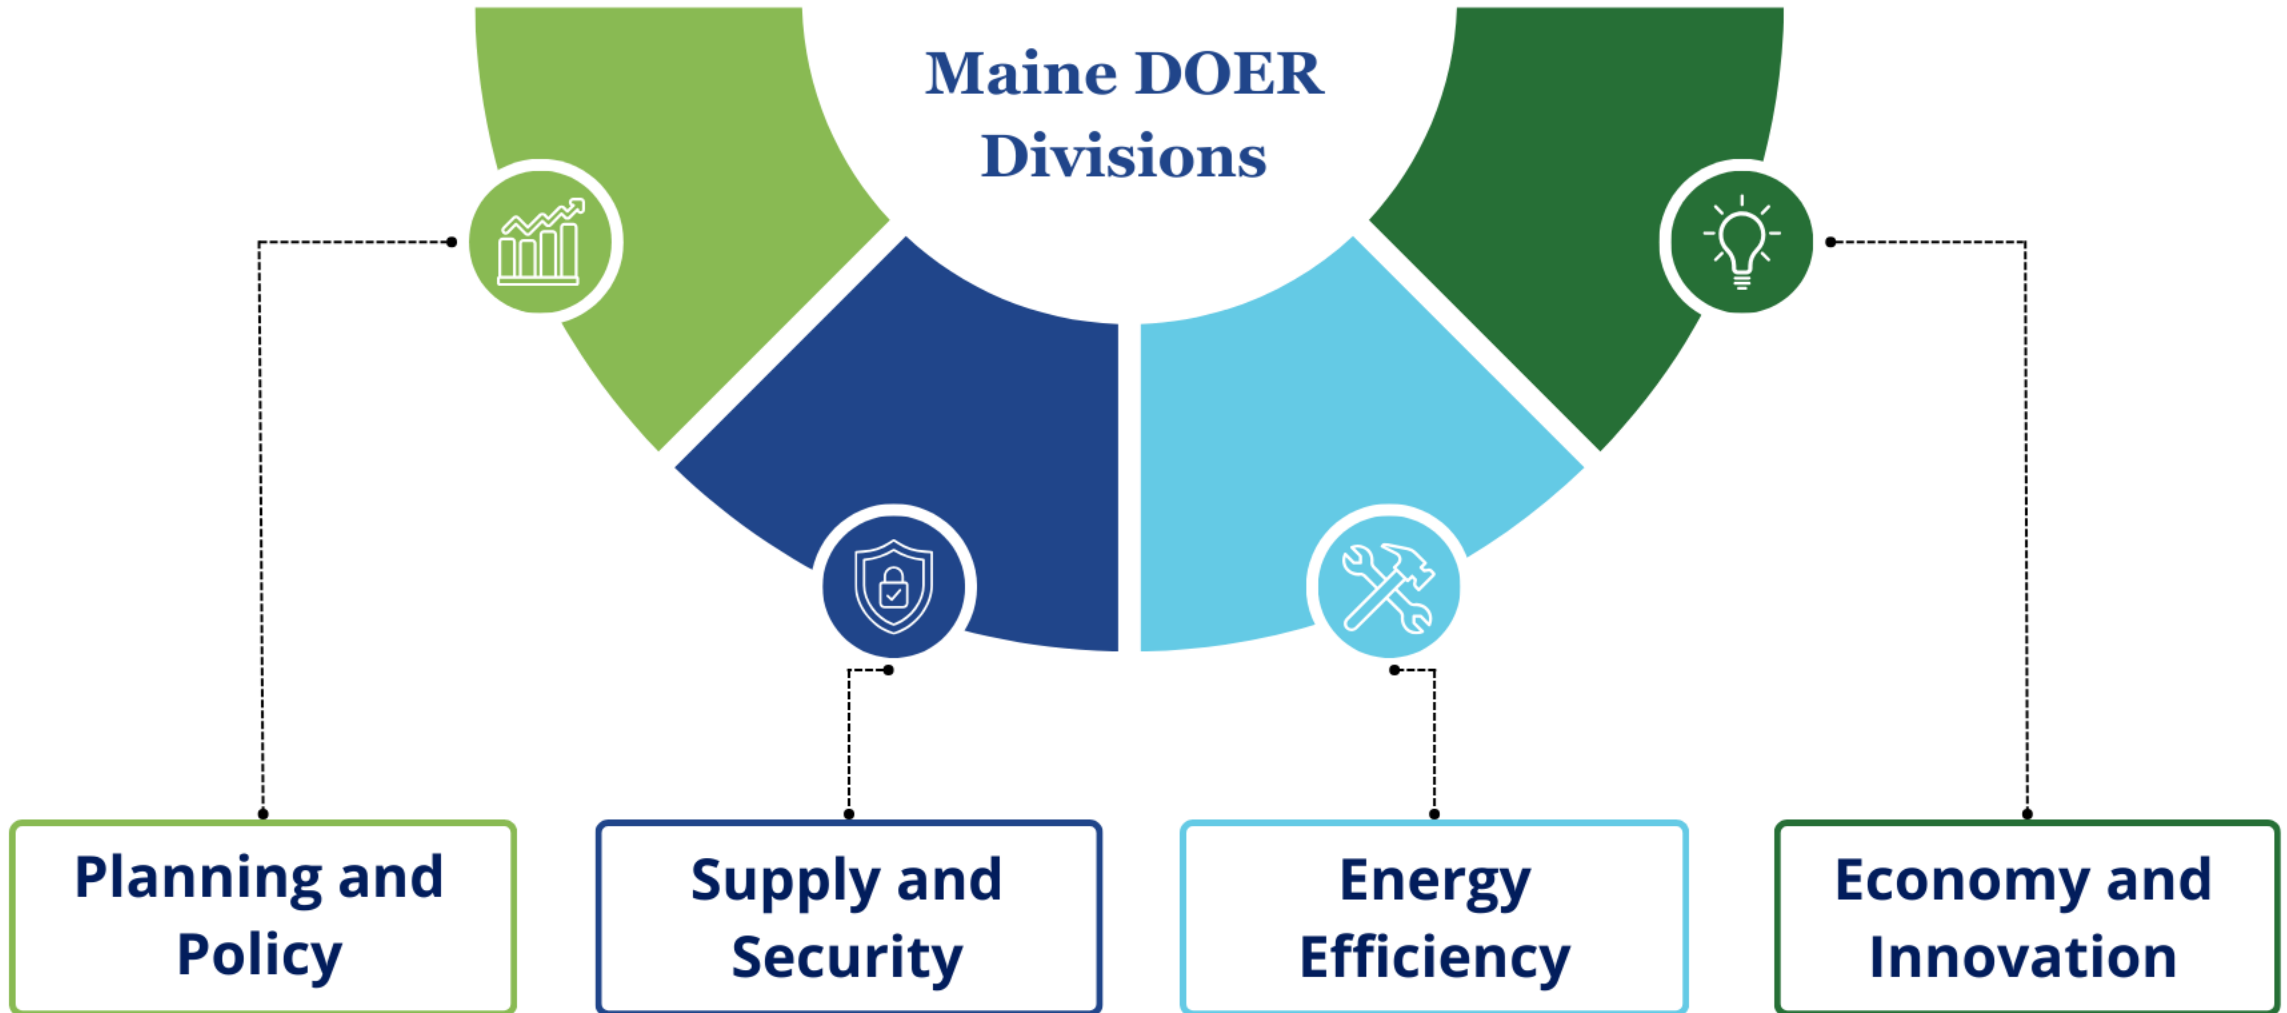 Maine DOER
Divisions
Planning and
Policy
Supply and
Security
Energy
Efficiency
Economy and
Innovation